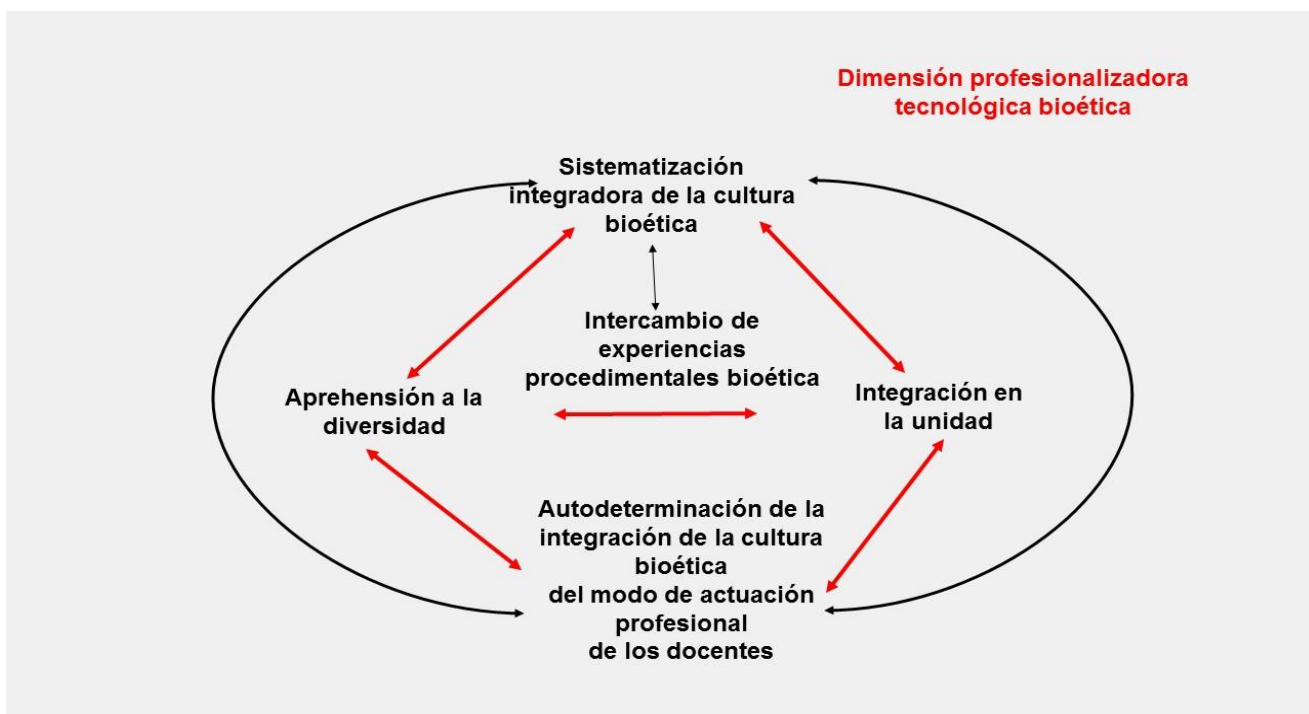 Dimensión profesionalizadora
tecnológica bioética
Sistematización
integradora de la cultura
bioética
Intercambio de
experiencias
procedimentales bioética
Aprehensión a la
diversidad
Integración en
la unidad
Autodeterminación de la
integración de la cultura
bioética
del modo de actuación
profesional
de los docentes